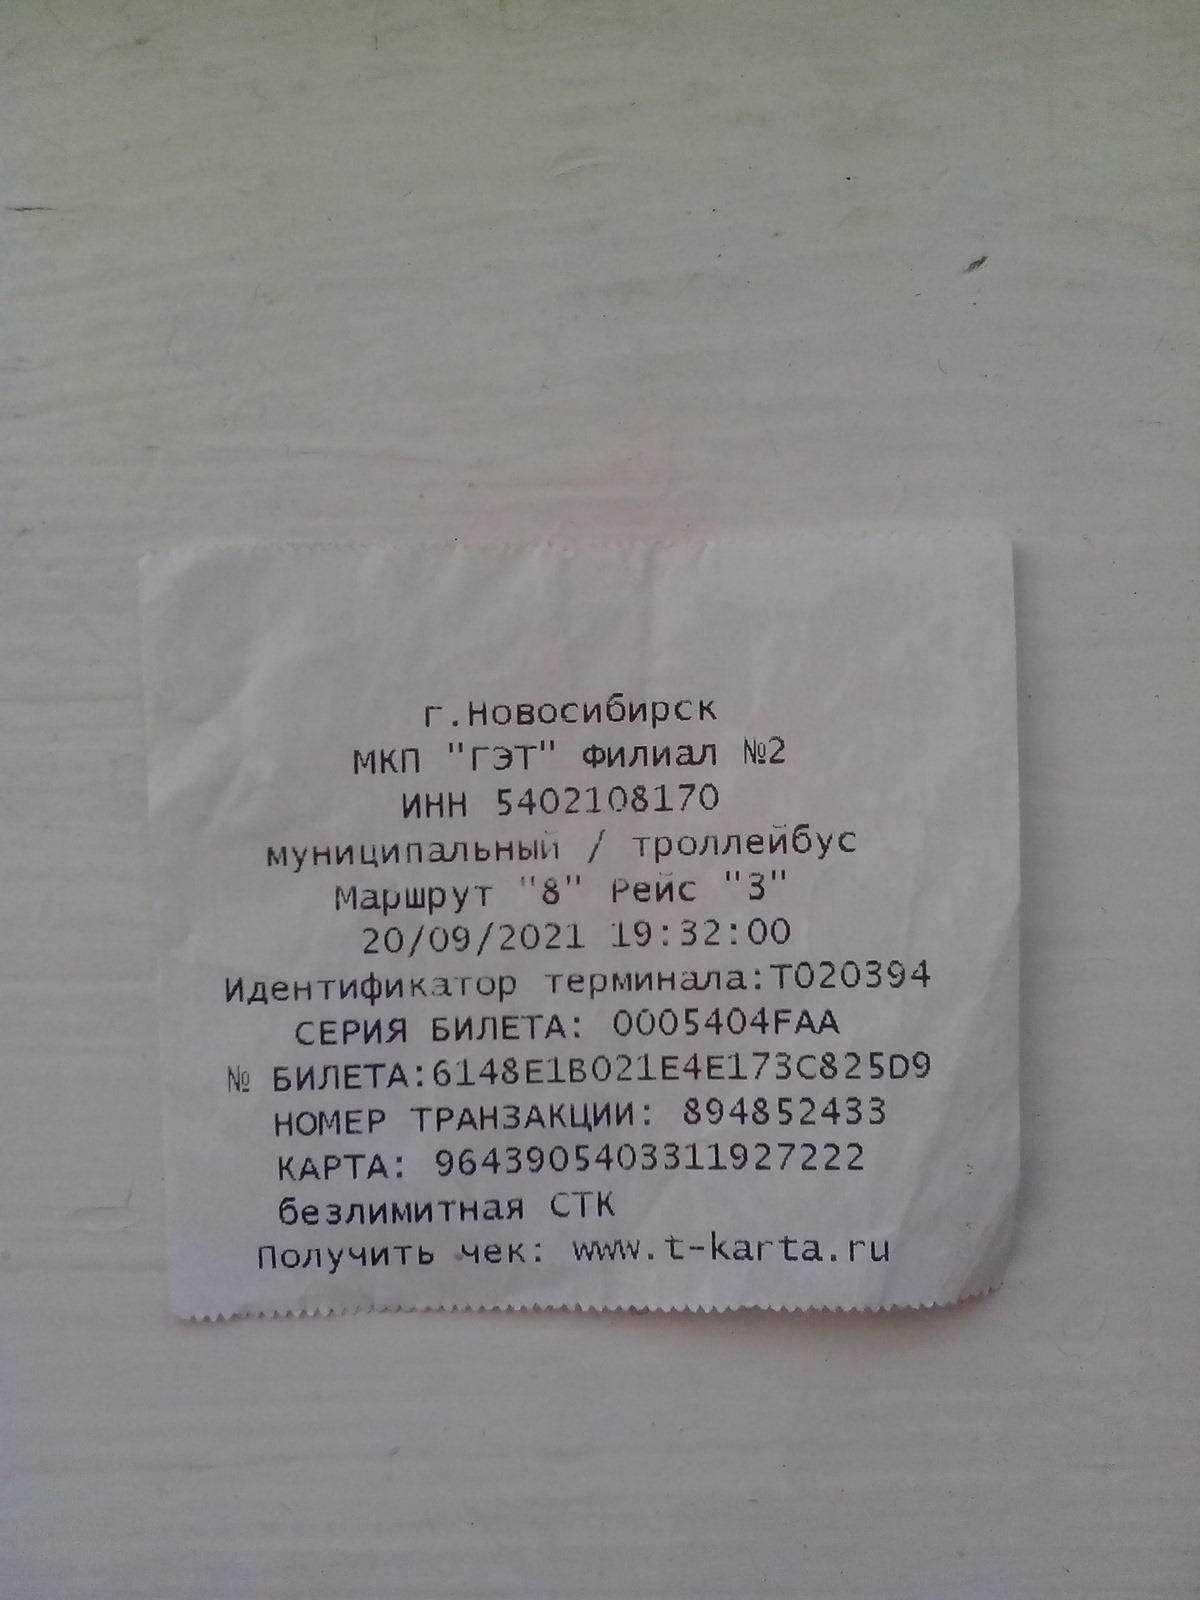 г.Новосибирск
МКП "ГЭТ" Филиал №2
ИНН 5402108170
муниципальный / троллейбус
Маршрут "8" Рейс "3"
20/09/2021 19:32:00
Идентификатор терминала:Т020394
СЕРИЯ БИЛЕТА: 0005404FAA
№ БИЛЕТА:6148E1B021E4E173C825D9
НОМЕР ТРАНЗАКЦИИ: 894852433
КАРТА: 9643905403311927222
безлимитная СТК
Получить чек: www.t-karta.ru